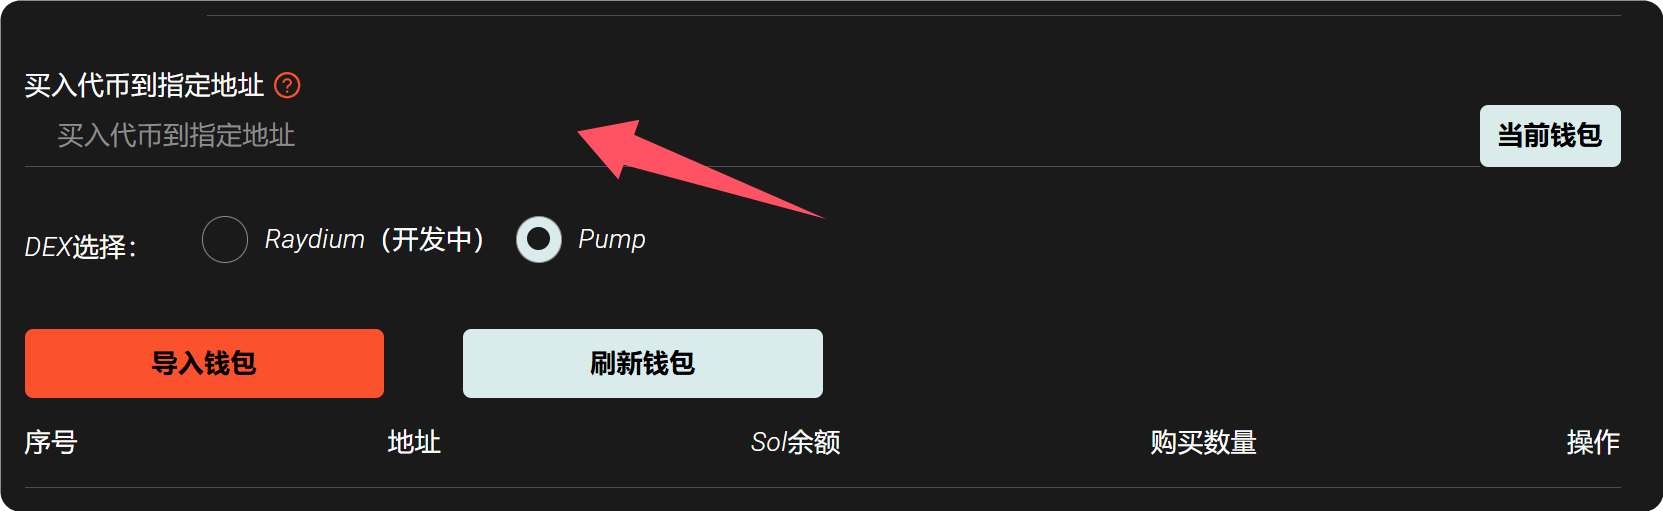 买入代币到指定地址 ?
买入代币到指定地址
当前钱包
DEX选择： Raydium（开发中） Pump
导入钱包 刷新钱包
序号 地址 Sol余额 购买数量 操作